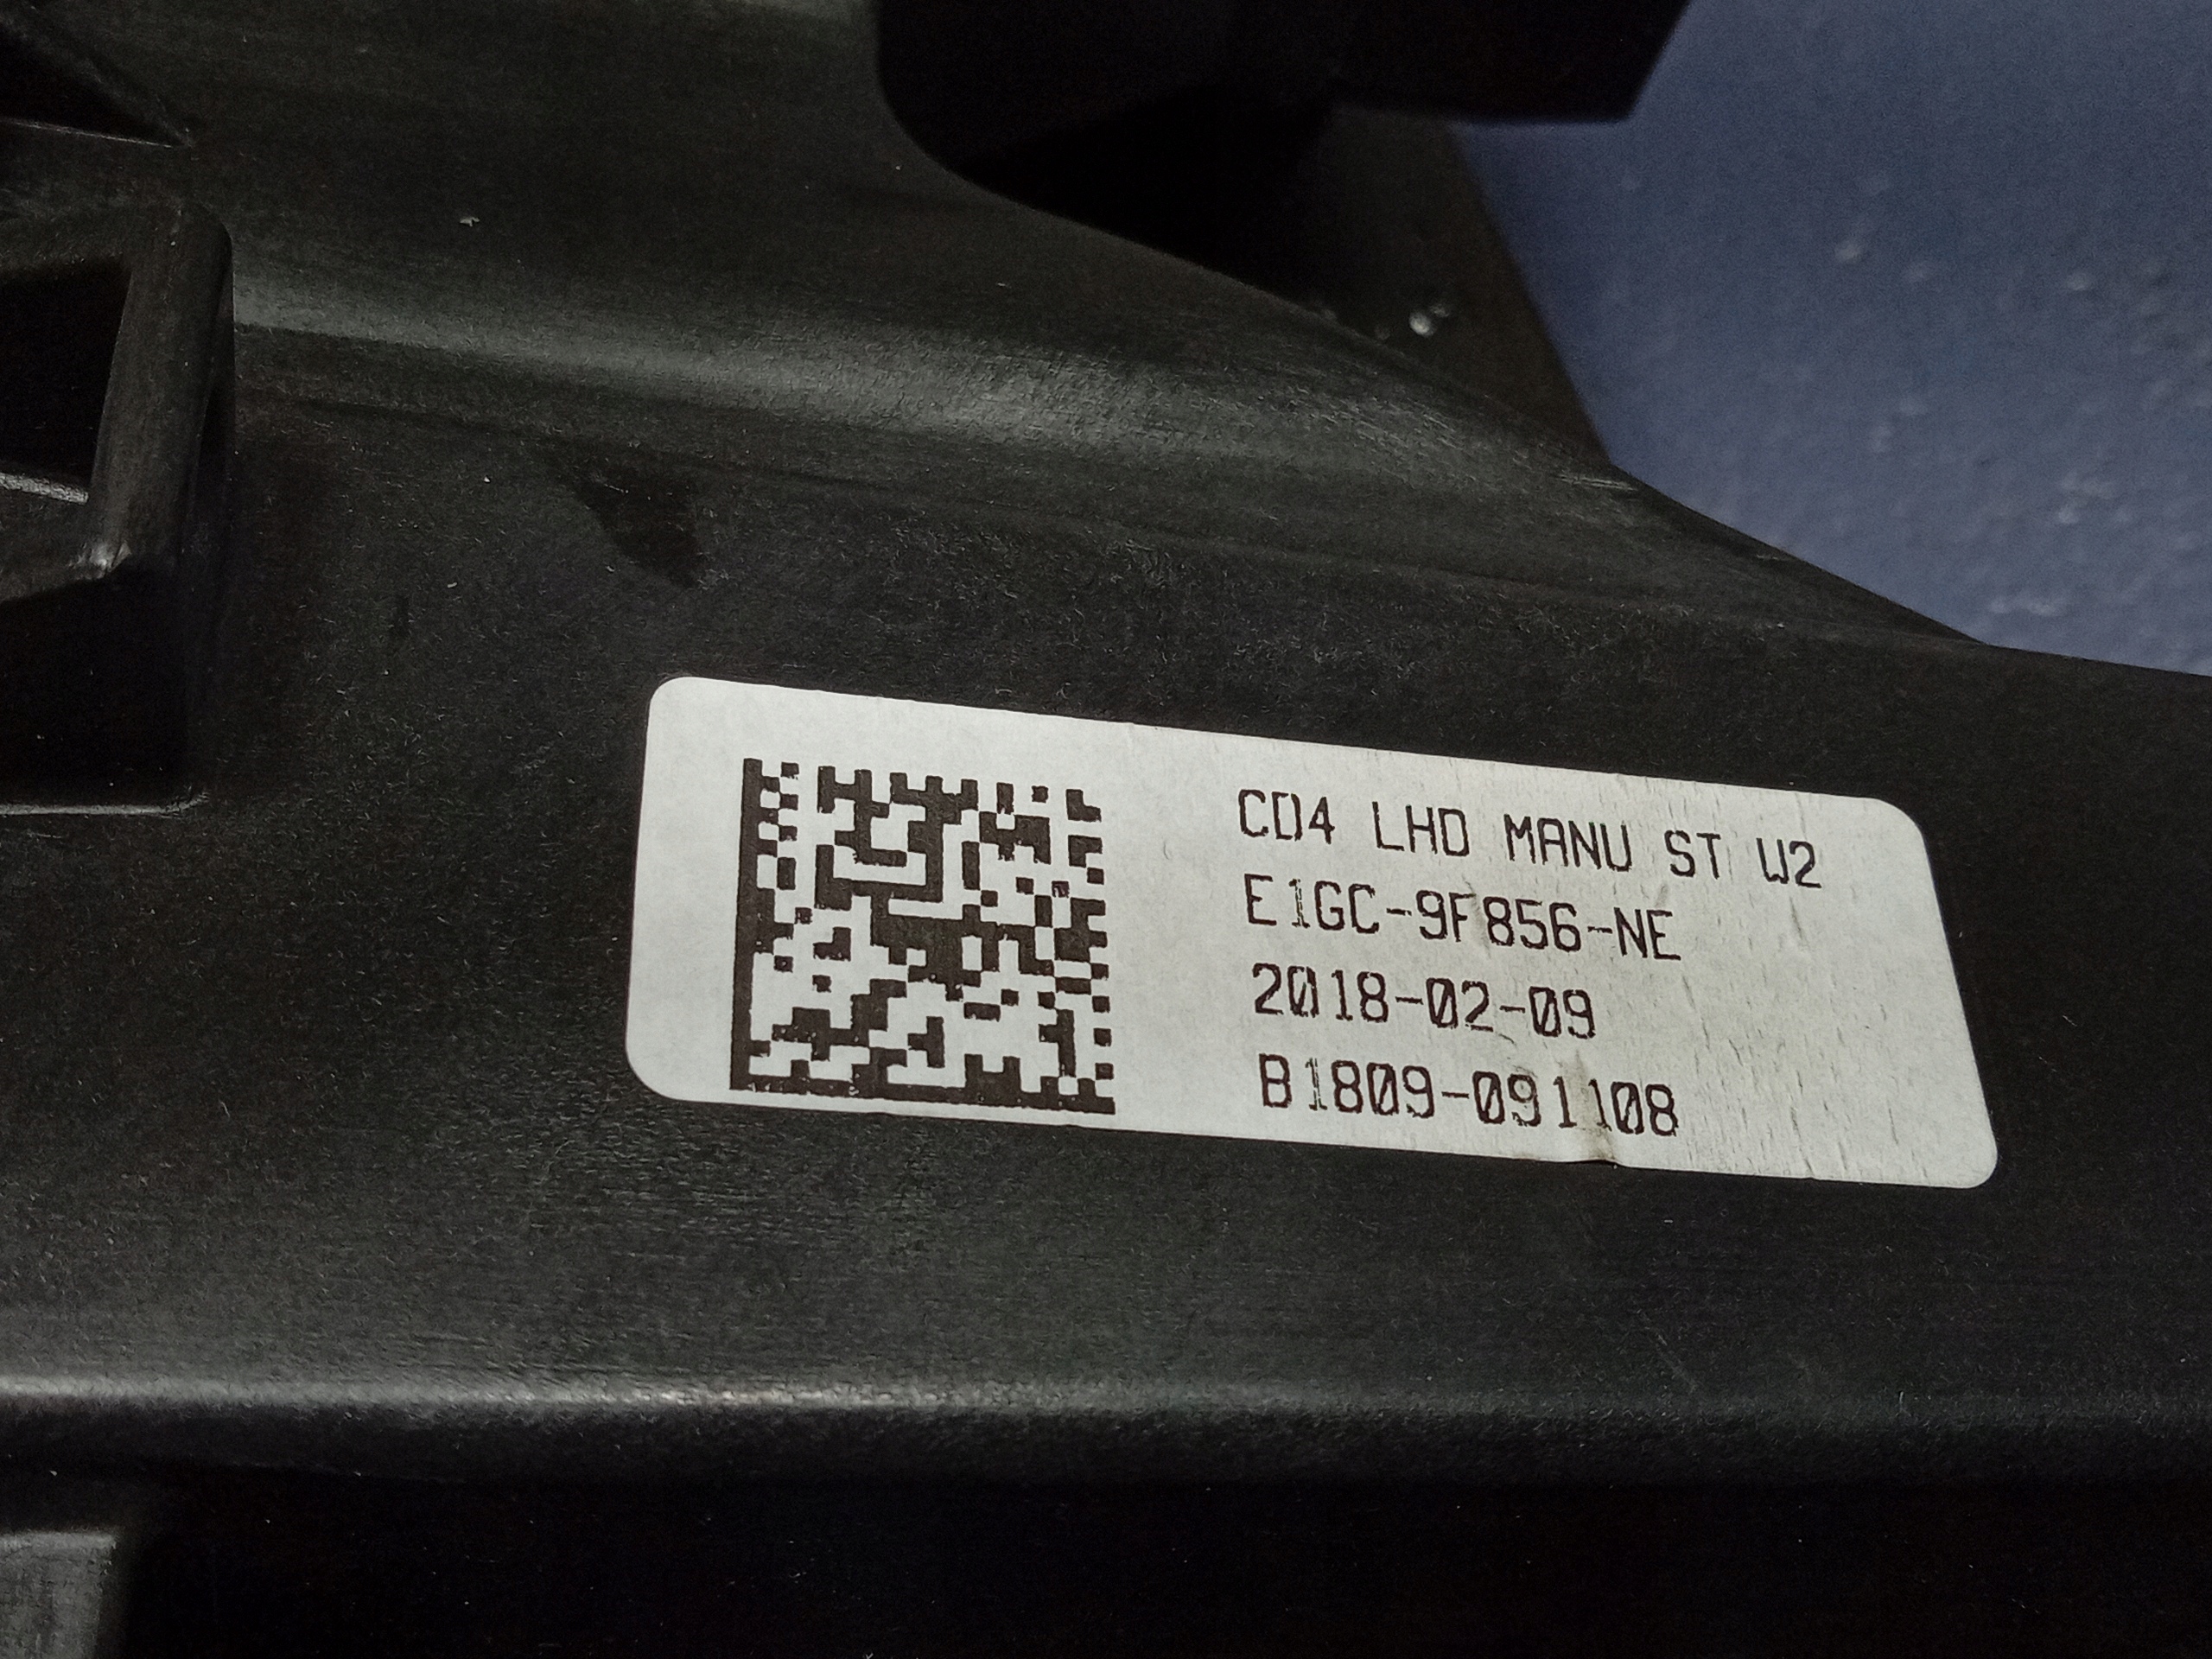 CD4 LHD MANU ST W2
E1GC-9F856-NE
2018-02-09
B1809-091108